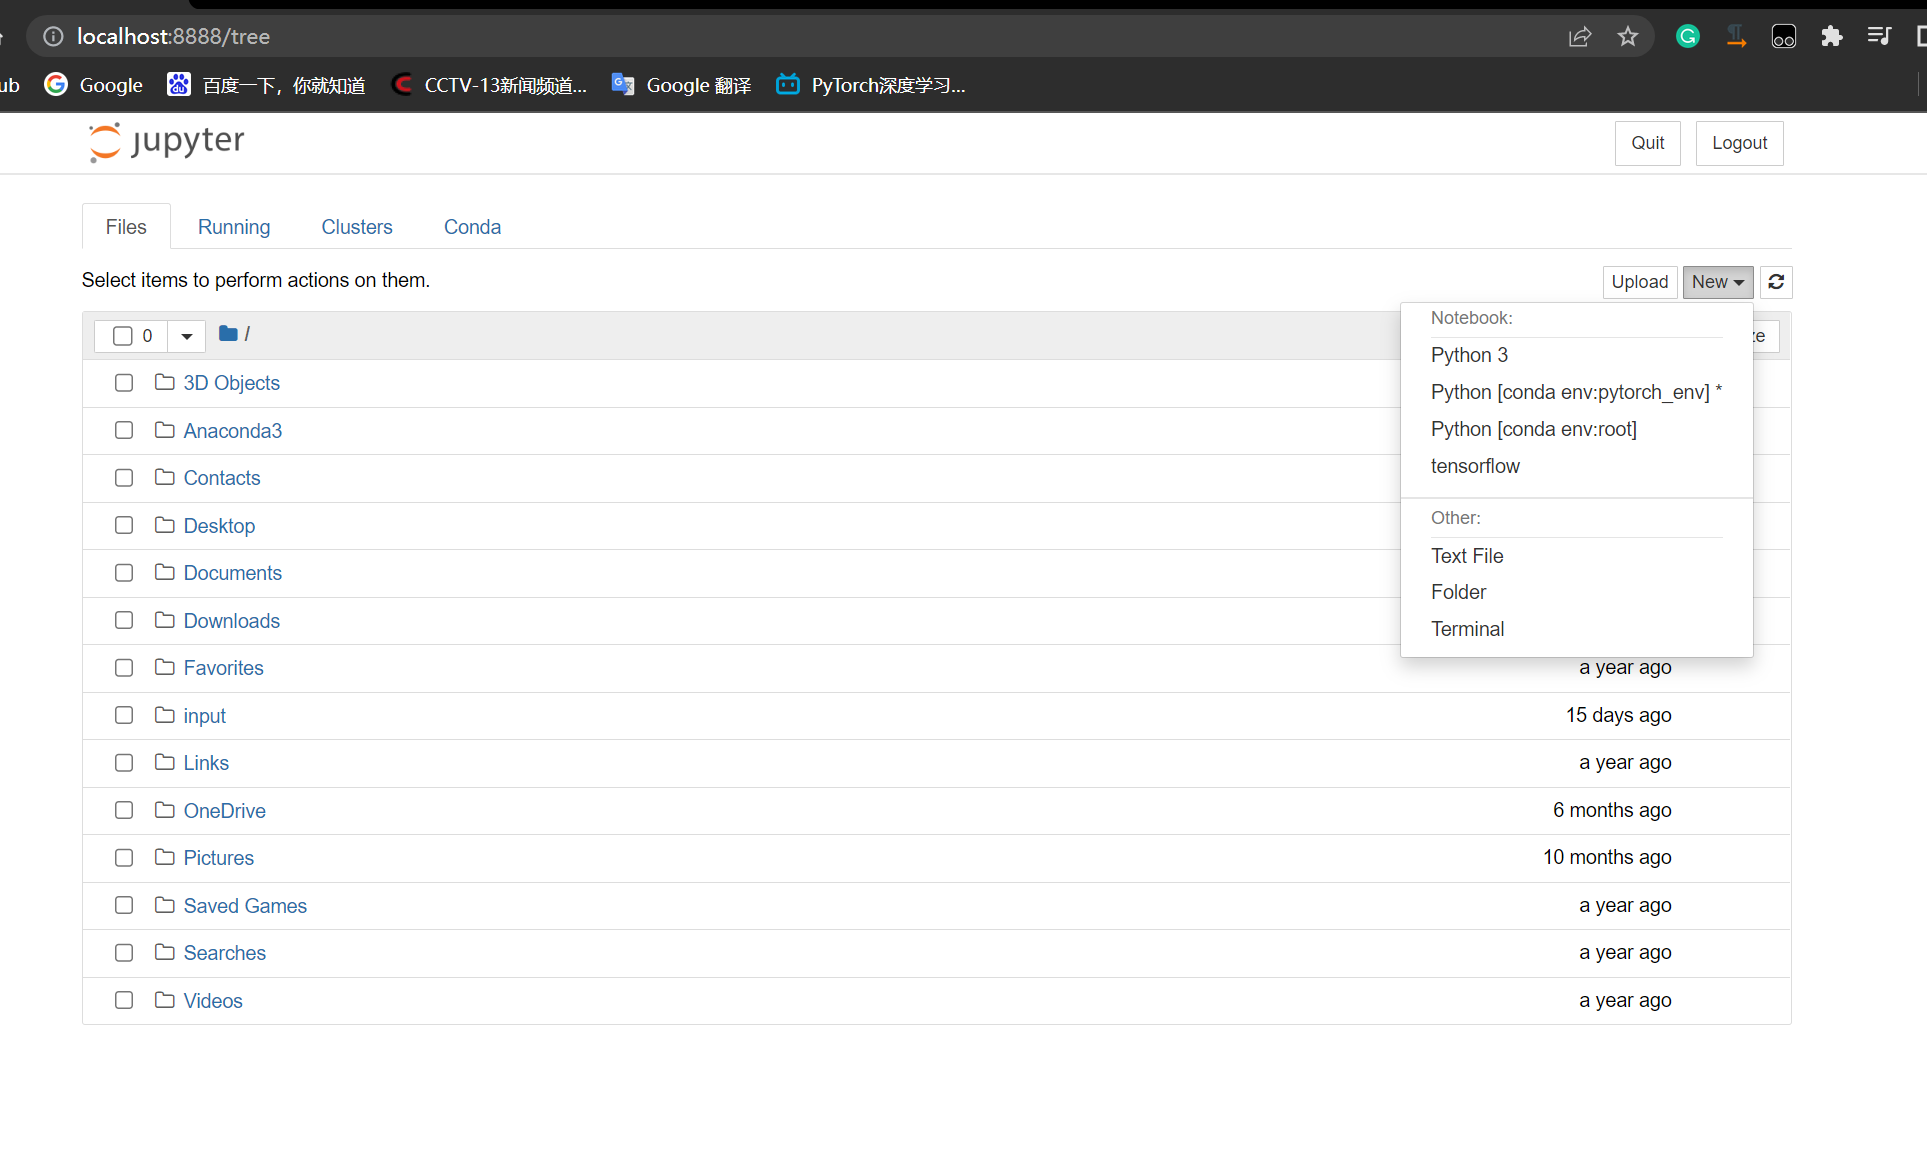 localhost:8888/tree
ub Google 百度一下，你就知道 CCTV-13新闻频道... Google 翻译 PyTorch深度学习...
jupyter
Quit Logout
Files Running Clusters Conda
Select items to perform actions on them.
Upload New
0 /
Notebook:
Python 3
Python [conda env:pytorch_env] *
Python [conda env:root]
tensorflow
Other:
Text File
Folder
Terminal
3D Objects
Anaconda3
Contacts
Desktop
Documents
Downloads
Favorites a year ago
input 15 days ago
Links a year ago
OneDrive 6 months ago
Pictures 10 months ago
Saved Games a year ago
Searches a year ago
Videos a year ago